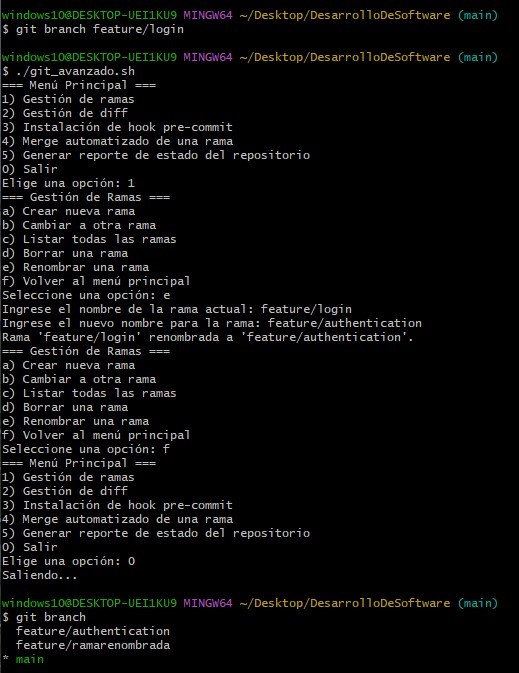 windows10@DESKTOP-UEI1KU9 MINGW64 ~/Desktop/DesarrolloDeSoftware (main)
$ git branch feature/login
windows10@DESKTOP-UEI1KU9 MINGW64 ~/Desktop/DesarrolloDeSoftware (main)
$ ./git_avanzado.sh
=== Menú Principal ===
1) Gestión de ramas
2) Gestión de diff
3) Instalación de hook pre-commit
4) Merge automatizado de una rama
5) Generar reporte de estado del repositorio
0) Salir
Elige una opción: 1
=== Gestión de Ramas ===
a) Crear nueva rama
b) Cambiar a otra rama
c) Listar todas las ramas
d) Borrar una rama
e) Renombrar una rama
f) Volver al menú principal
Seleccione una opción: e
Ingrese el nombre de la rama actual: feature/login
Ingrese el nuevo nombre para la rama: feature/authentication
Rama 'feature/login' renombrada a 'feature/authentication'.
=== Gestión de Ramas ===
a) Crear nueva rama
b) Cambiar a otra rama
c) Listar todas las ramas
d) Borrar una rama
e) Renombrar una rama
f) Volver al menú principal
Seleccione una opción: f
=== Menú Principal ===
1) Gestión de ramas
2) Gestión de diff
3) Instalación de hook pre-commit
4) Merge automatizado de una rama
5) Generar reporte de estado del repositorio
0) Salir
Elige una opción: 0
Saliendo...
windows10@DESKTOP-UEI1KU9 MINGW64 ~/Desktop/DesarrolloDeSoftware (main)
$ git branch
feature/authentication
feature/ramarenombrada
* main